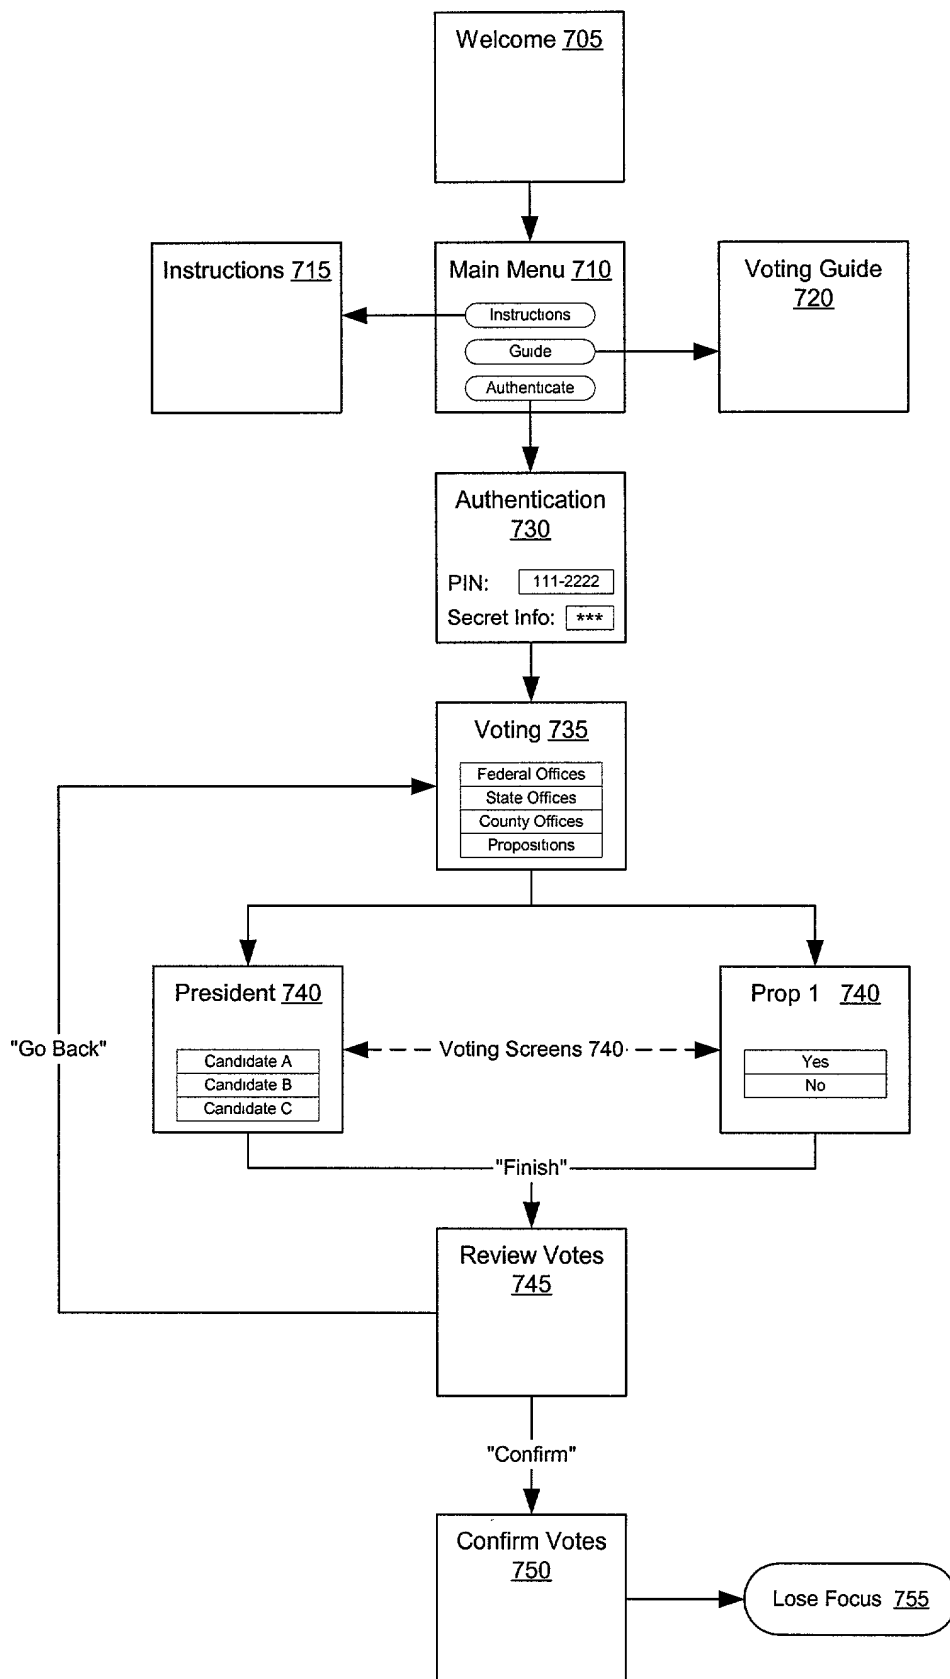 Welcome 705
Instructions 715
Main Menu 710
Instructions
Guide
Authenticate
Voting Guide
720
Authentication
730
PIN: 111-2222
Secret Info: ***
Voting 735
Federal Offices
State Offices
County Offices
Propositions
President 740
Candidate A
Candidate B
Candidate C
"Go Back"
Voting Screens 740
Prop 1 740
Yes
No
"Finish"
Review Votes
745
"Confirm"
Confirm Votes
750
Lose Focus 755